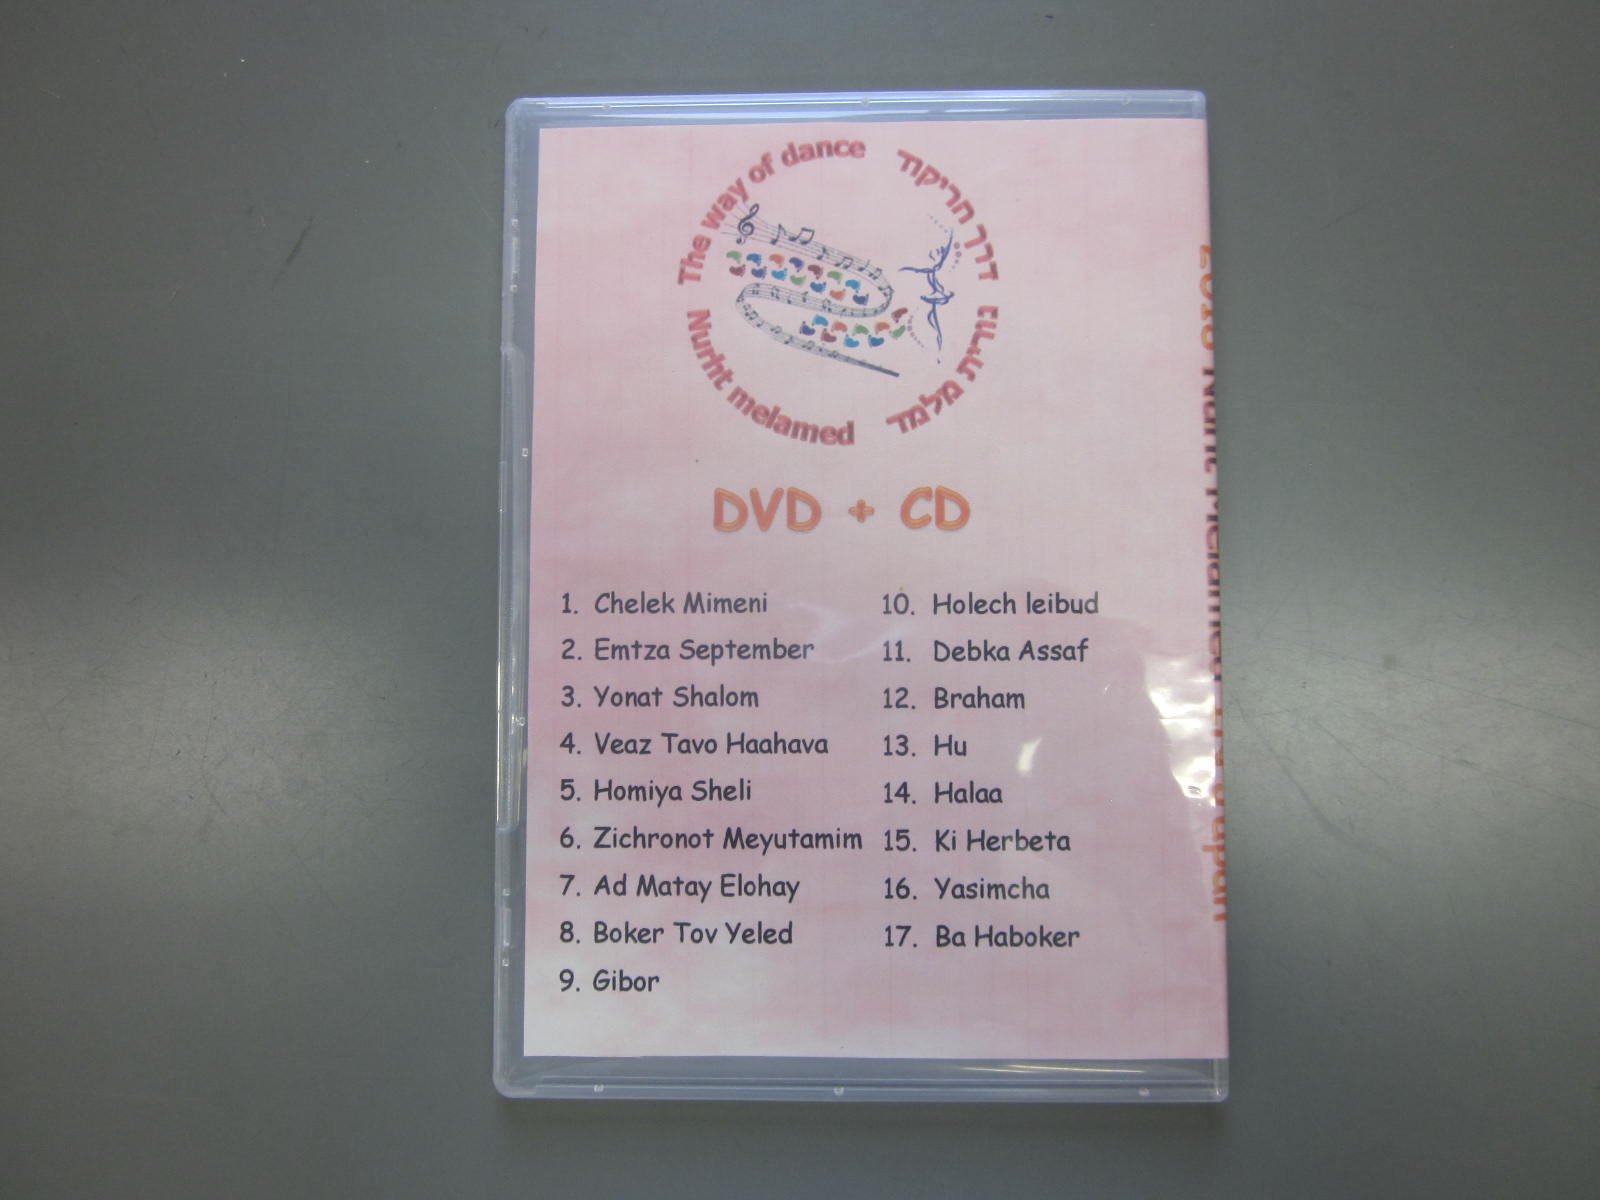 The way of dance
דרך הריקוד
Nurht melamed
נורית מלמד
DVD + CD
1. Chelek Mimeni
2. Emtza September
3. Yonat Shalom
4. Veaz Tavo Haahava
5. Homiya Sheli
6. Zichronot Meyutamim
7. Ad Matay Elohay
8. Boker Tov Yeled
9. Gibor
10. Holech leibud
11. Debka Assaf
12. Braham
13. Hu
14. Halaa
15. Ki Herbeta
16. Yasimcha
17. Ba Haboker